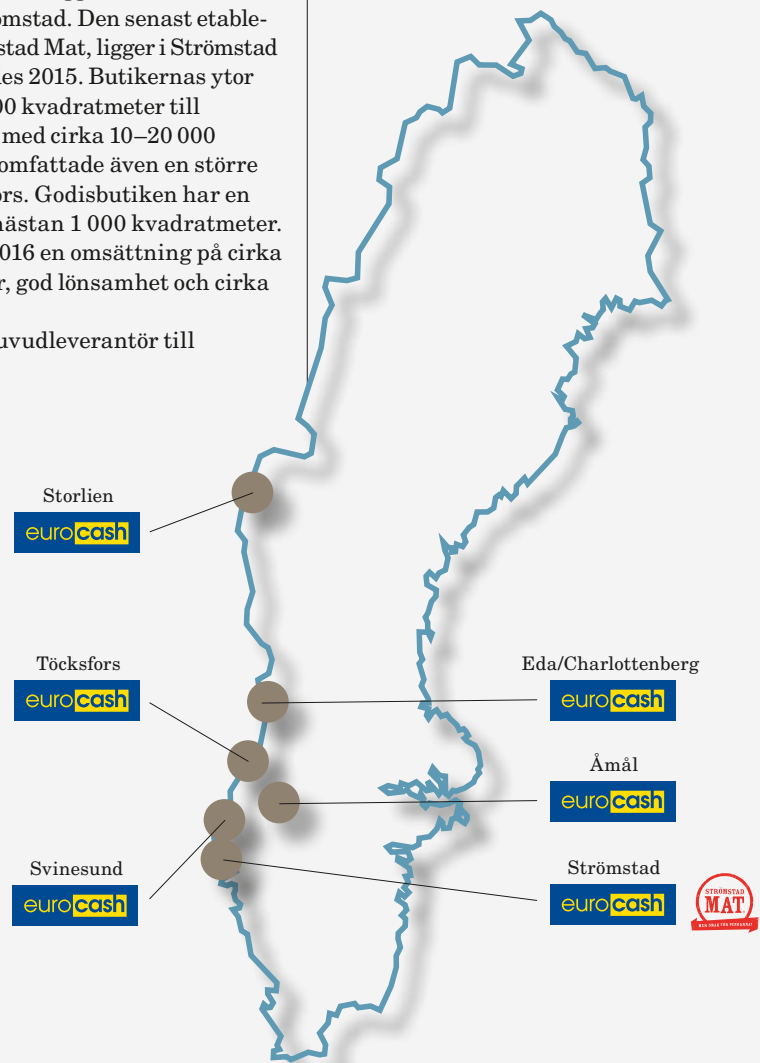 ömstad. Den senast etable-
stad Mat, ligger i Strömstad
es 2015. Butikernas ytor
00 kvadratmeter till
med cirka 10–20 000
omfattade även en större
ors. Godisbutiken har en
nästan 1 000 kvadratmeter.
016 en omsättning på cirka
r, god lönsamhet och cirka
uvudleverantör till
Storlien
eurocash
Töcksfors
eurocash
Eda/Charlottenberg
eurocash
Åmål
eurocash
Svinesund
eurocash
Strömstad
eurocash
STRÖMSTAD
MAT